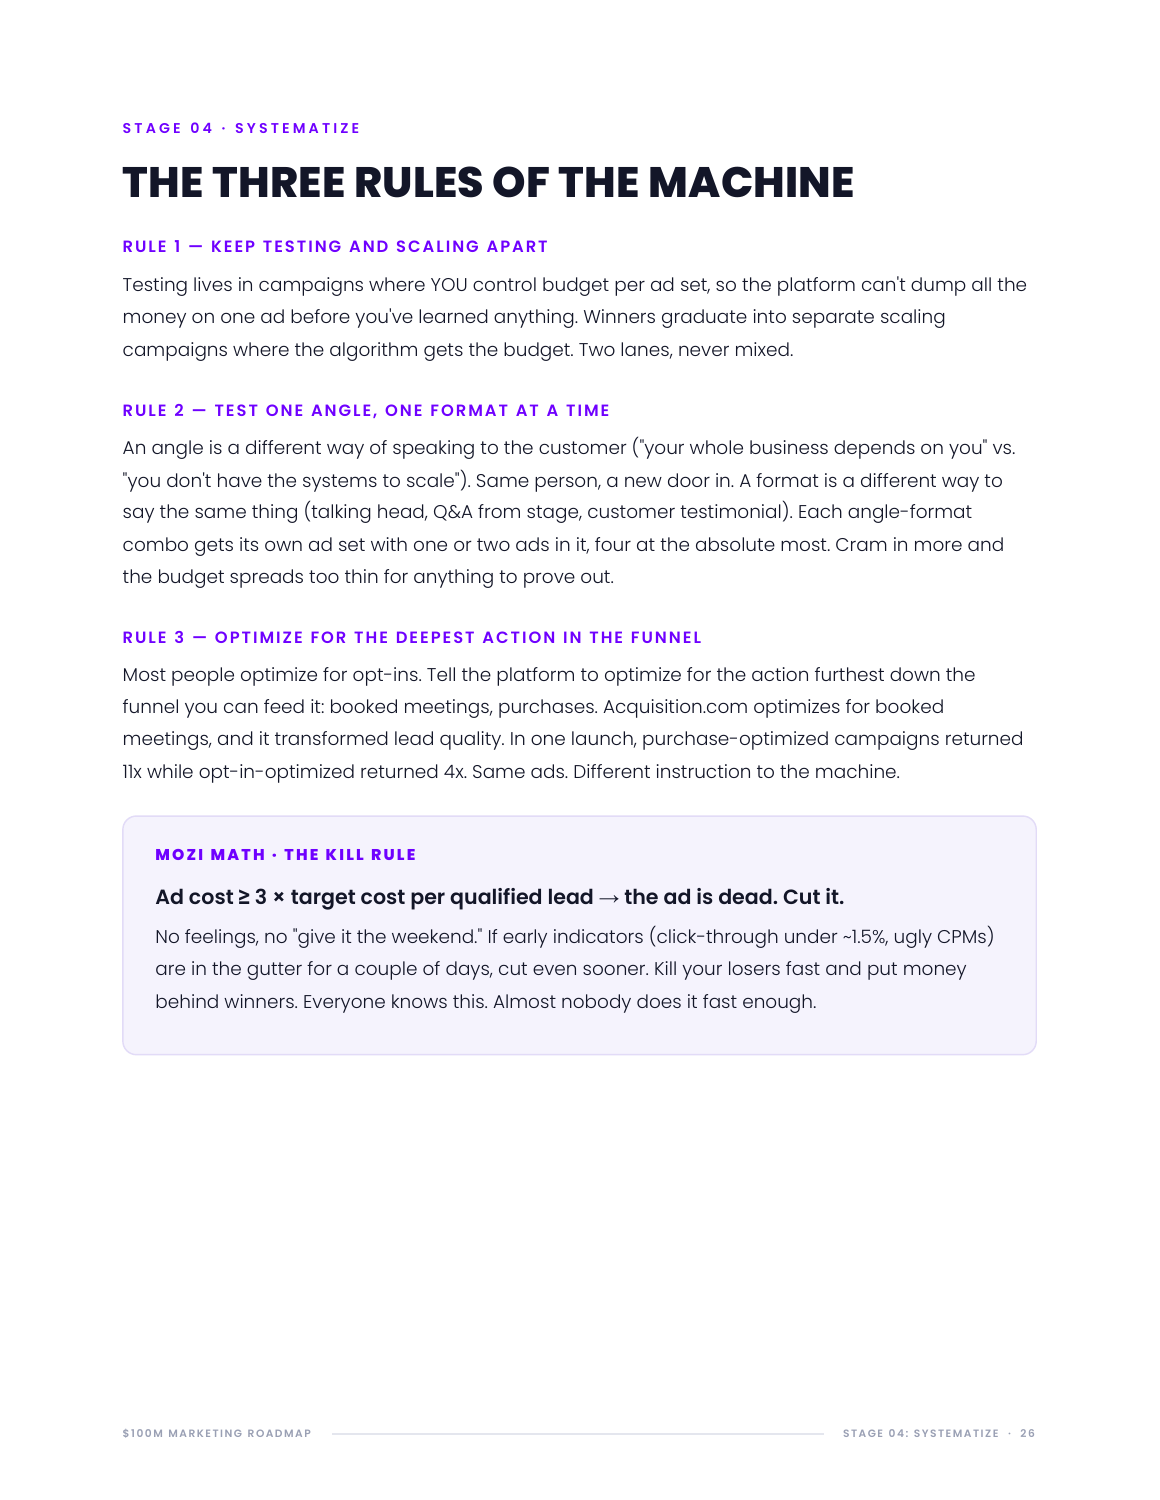 STAGE 04 · SYSTEMATIZE
THE THREE RULES OF THE MACHINE
RULE 1 — KEEP TESTING AND SCALING APART
Testing lives in campaigns where YOU control budget per ad set, so the platform can't dump all the
money on one ad before you've learned anything. Winners graduate into separate scaling
campaigns where the algorithm gets the budget. Two lanes, never mixed.
RULE 2 — TEST ONE ANGLE, ONE FORMAT AT A TIME
An angle is a different way of speaking to the customer ("your whole business depends on you" vs.
"you don't have the systems to scale"). Same person, a new door in. A format is a different way to
say the same thing (talking head, Q&A from stage, customer testimonial). Each angle-format
combo gets its own ad set with one or two ads in it, four at the absolute most. Cram in more and
the budget spreads too thin for anything to prove out.
RULE 3 — OPTIMIZE FOR THE DEEPEST ACTION IN THE FUNNEL
Most people optimize for opt-ins. Tell the platform to optimize for the action furthest down the
funnel you can feed it: booked meetings, purchases. Acquisition.com optimizes for booked
meetings, and it transformed lead quality. In one launch, purchase-optimized campaigns returned
11x while opt-in-optimized returned 4x. Same ads. Different instruction to the machine.
MOZI MATH · THE KILL RULE
Ad cost ≥ 3 × target cost per qualified lead → the ad is dead. Cut it.
No feelings, no "give it the weekend." If early indicators (click-through under ~1.5%, ugly CPMs)
are in the gutter for a couple of days, cut even sooner. Kill your losers fast and put money
behind winners. Everyone knows this. Almost nobody does it fast enough.
$100M MARKETING ROADMAP
STAGE 04: SYSTEMATIZE · 26